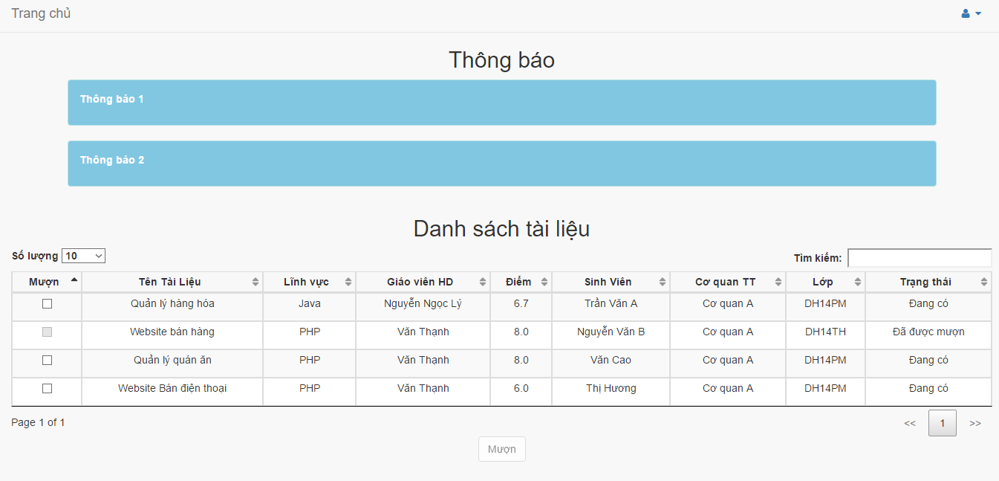 Trang chủ
Thông báo
Thông báo 1
Thông báo 2
Danh sách tài liệu
Số lượng 10 Tìm kiếm:
Mượn Tên Tài Liệu Lĩnh vực Giáo viên HD Điểm Sinh Viên Cơ quan TT Lớp Trạng thái
Quản lý hàng hóa Java Nguyễn Ngọc Lý 6.7 Trần Văn A Cơ quan A DH14PM Đang có
Website bán hàng PHP Văn Thạnh 8.0 Nguyễn Văn B Cơ quan A DH14TH Đã được mượn
Quản lý quán ăn PHP Văn Thạnh 8.0 Văn Cao Cơ quan A DH14PM Đang có
Website Bán điện thoại PHP Văn Thạnh 6.0 Thị Hương Cơ quan A DH14PM Đang có
Page 1 of 1 << 1 >>
Mượn